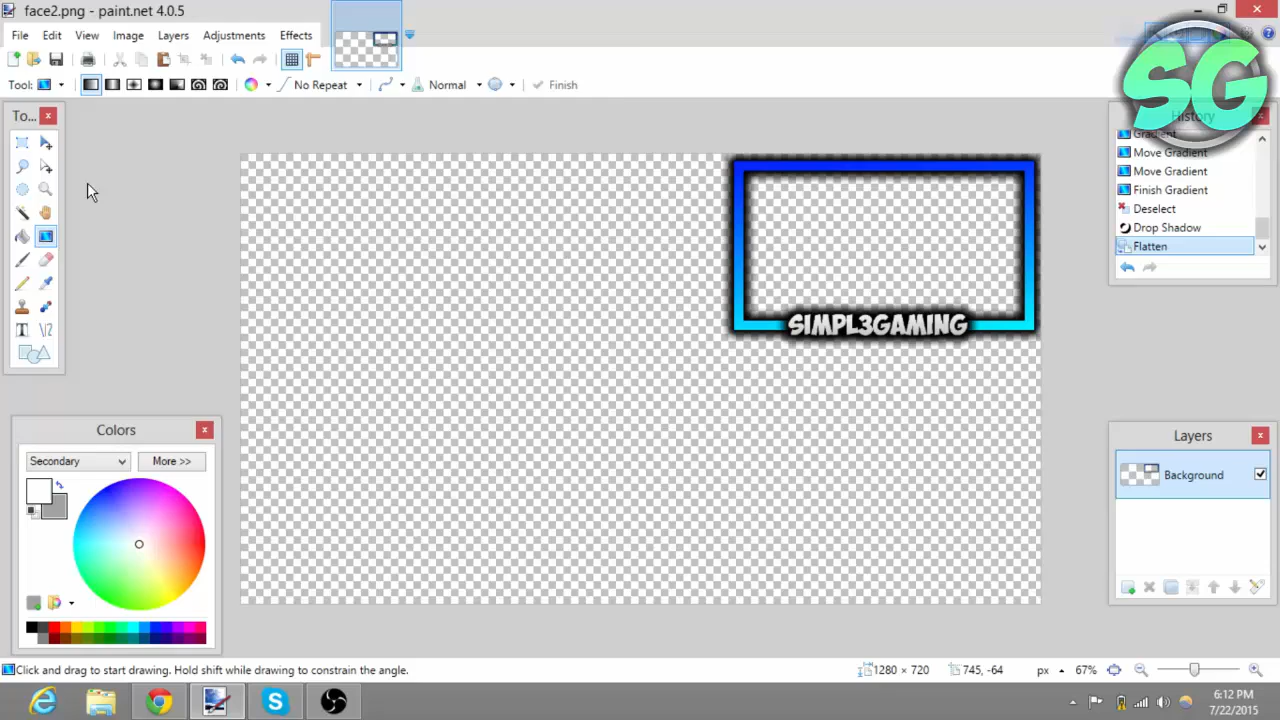 face2.png - paint.net 4.0.5
File Edit View Image Layers Adjustments Effects
Tool: No Repeat Normal Finish
SG
To...
History
Gradient
Move Gradient
Move Gradient
Finish Gradient
Deselect
Drop Shadow
Flatten
SIMPL3GAMING
Colors
Secondary More >>
Layers
Background
Click and drag to start drawing. Hold shift while drawing to constrain the angle. 1280 × 720 745, -64 px 67%
6:12 PM
7/22/2015